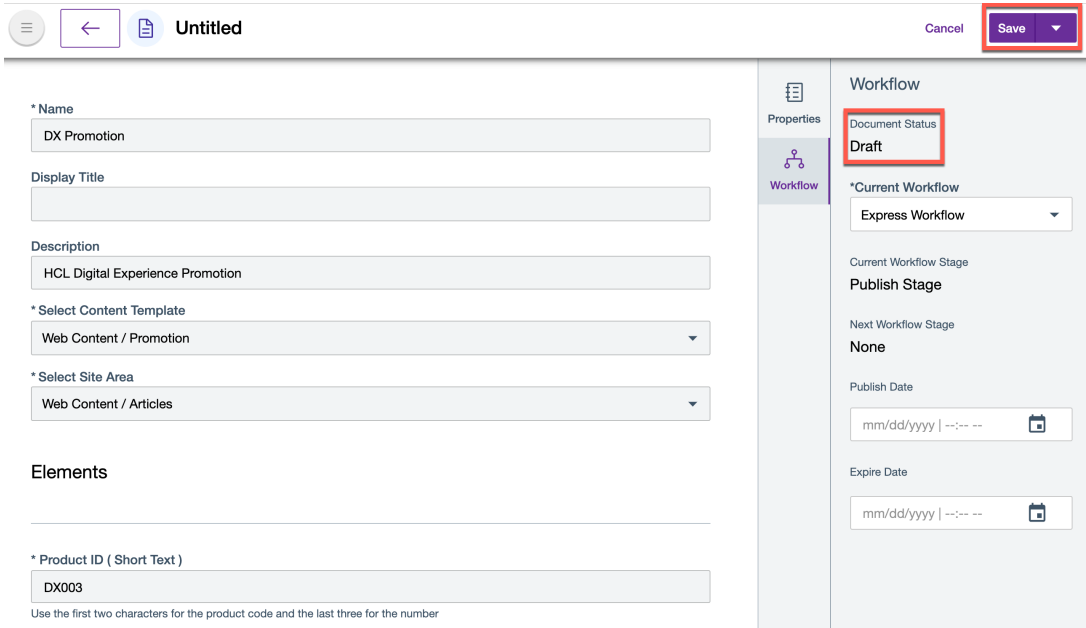 Untitled
Cancel
Save
* Name
DX Promotion
Display Title
Description
HCL Digital Experience Promotion
* Select Content Template
Web Content / Promotion
* Select Site Area
Web Content / Articles
Elements
* Product ID ( Short Text )
DX003
Use the first two characters for the product code and the last three for the number
Properties
Workflow
Workflow
Document Status
Draft
*Current Workflow
Express Workflow
Current Workflow Stage
Publish Stage
Next Workflow Stage
None
Publish Date
mm/dd/yyyy | --:-- --
Expire Date
mm/dd/yyyy | --:-- --